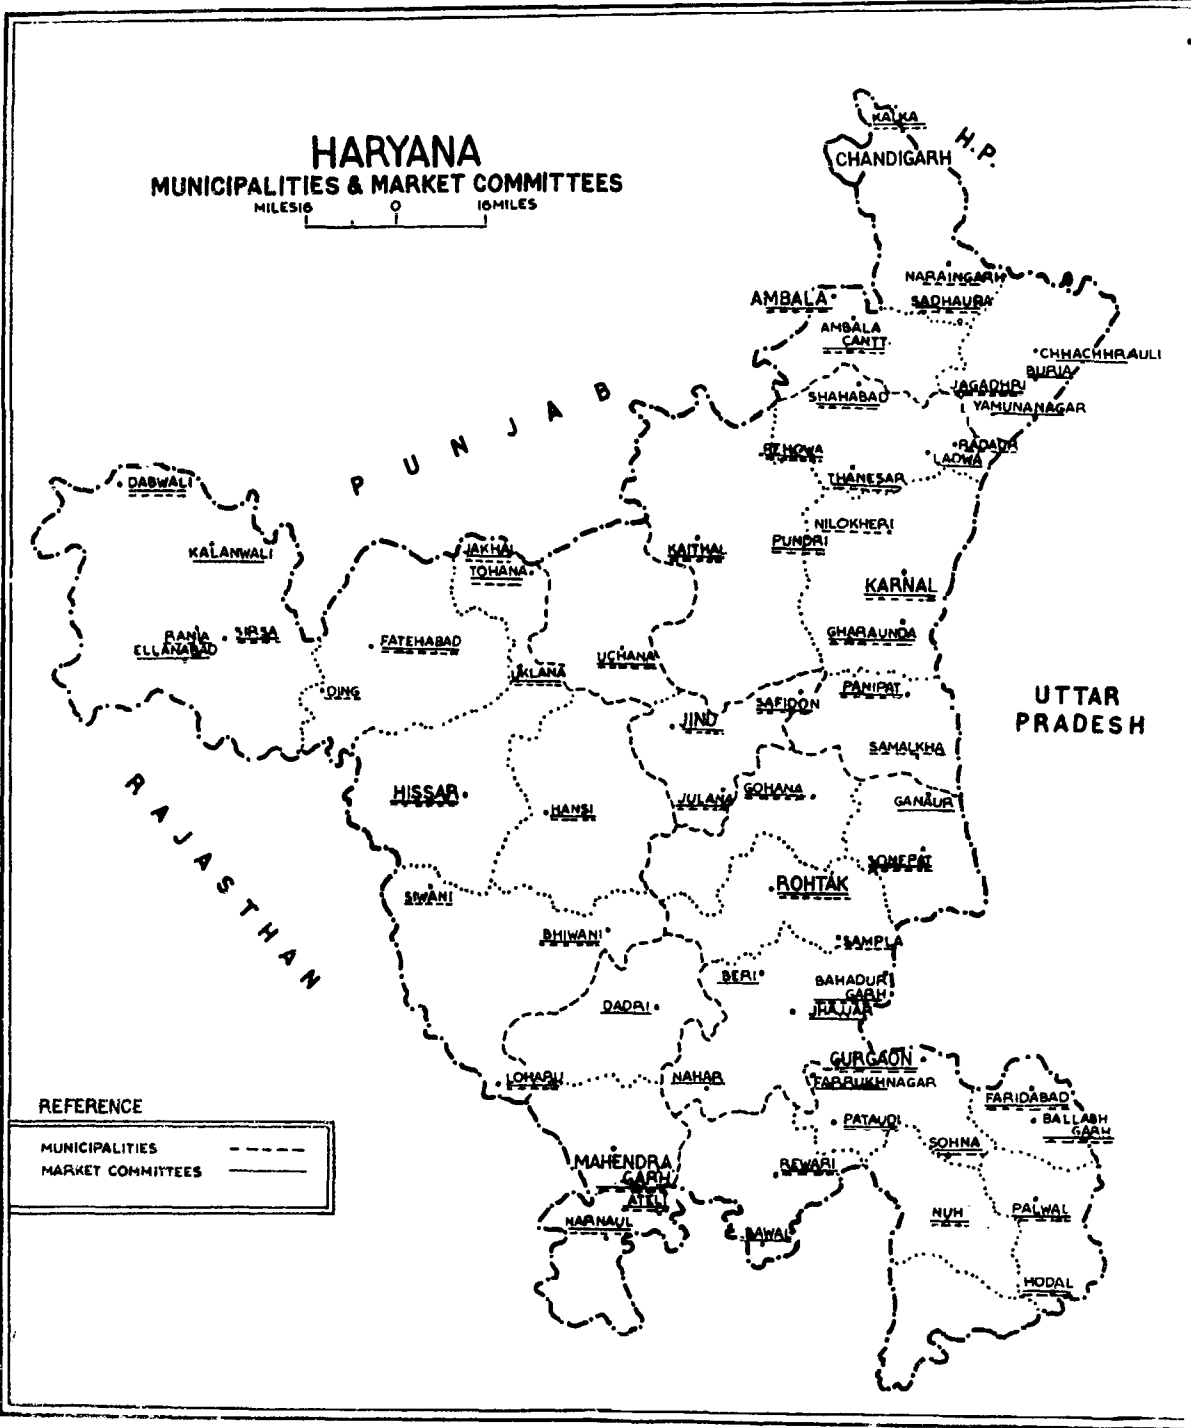 HARYANA
MUNICIPALITIES & MARKET COMMITTEES
MILES16 0 16MILES
KALKA
H.P.
CHANDIGARH
NARAINGARH
AMBALA
SADHAURA
AMBALA
CANTT.
CHHACHHRAULI
BURIA
JAGADHRI
SHAHABAD
YAMUNANAGAR
PUNJAB
RADAUR
LADWA
THANESAR
DABWALI
NILOKHERI
PUNDRI
KALANWALI
JAKHAL
KAITHAL
TOHANA
KARNAL
RANIA
SIRSA
ELLANABAD
FATEHABAD
GHARAUNDA
UCHANA
UKLANA
DING
PANIPAT
SAFIDON
UTTAR
PRADESH
JIND
SAMALKHA
RAJASTHAN
HISSAR
HANSI
JULANA
GOHANA
GANAUR
SONEPAT
ROHTAK
SIWANI
BHIWANI
SAMPLA
BERI
BAHADUR
GARH
DADRI
JHAJJAR
GURGAON
LOHARU
NAHAR
FARRUKHNAGAR
FARIDABAD
BALLABH
GARH
PATAUDI
SOHNA
REFERENCE
MUNICIPALITIES
MARKET COMMITTEES
MAHENDRA
GARH
REWARI
ATELI
NARNAUL
BAWAL
NUH
PALWAL
HODAL